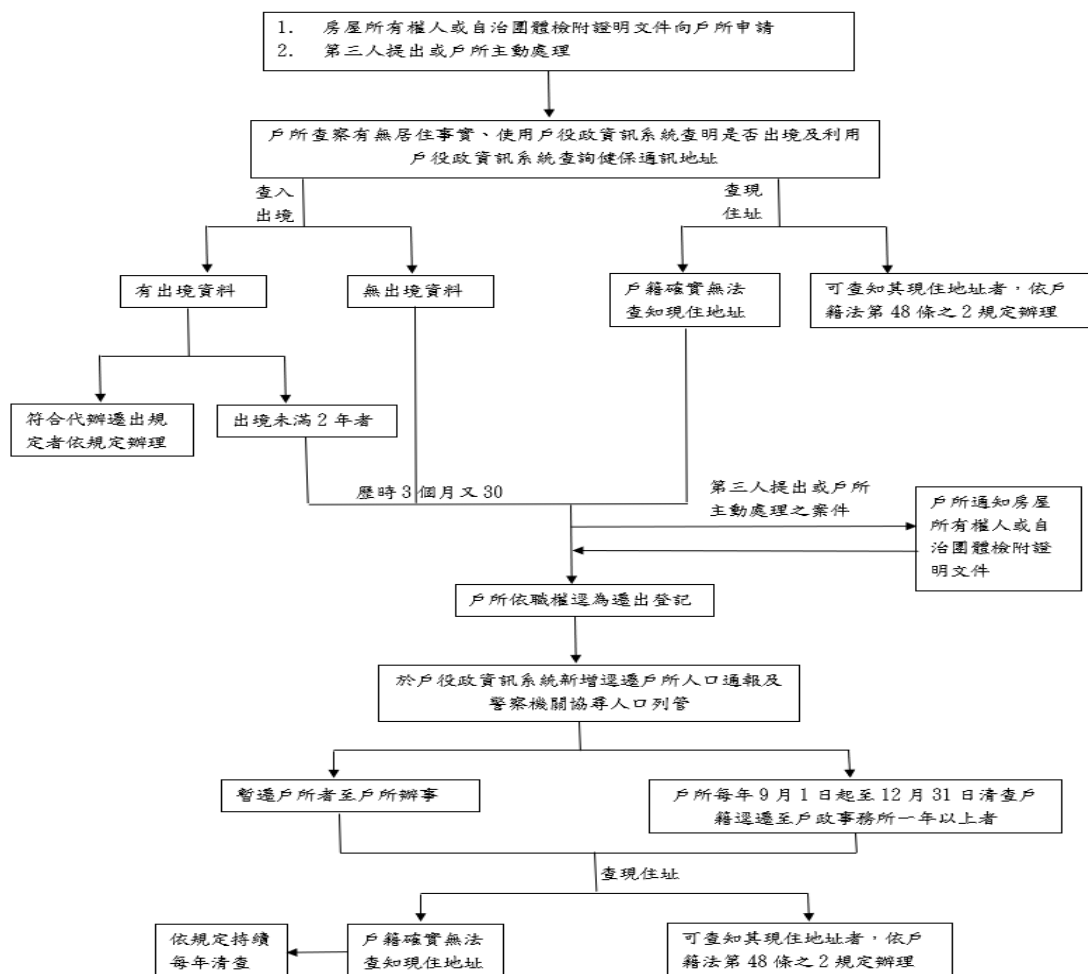 1. 房屋所有權人或自治團體檢附證明文件向戶所申請
2. 第三人提出或戶所主動處理
戶所查察有無居住事實、使用戶役政資訊系統查明是否出境及利用
戶役政資訊系統查詢健保通訊地址
查入
出境
查現
住址
有出境資料
無出境資料
戶籍確實無法
查知現住地址
可查知其現住地址者，依戶
籍法第 48 條之 2 規定辦理
符合代辦遷出規
定者依規定辦理
出境未滿 2 年者
歷時 3 個月又 30
第三人提出或戶所
主動處理之案件
戶所通知房屋
所有權人或自
治團體檢附證
明文件
戶所依職權逕為遷出登記
於戶役政資訊系統新增逕遷戶所人口通報及
警察機關協尋人口列管
暫遷戶所者至戶所辦事
戶所每年 9 月 1 日起至 12 月 31 日清查戶
籍逕遷至戶政事務所一年以上者
查現住址
依規定持續
每年清查
戶籍確實無法
查知現住地址
可查知其現住地址者，依戶
籍法第 48 條之 2 規定辦理